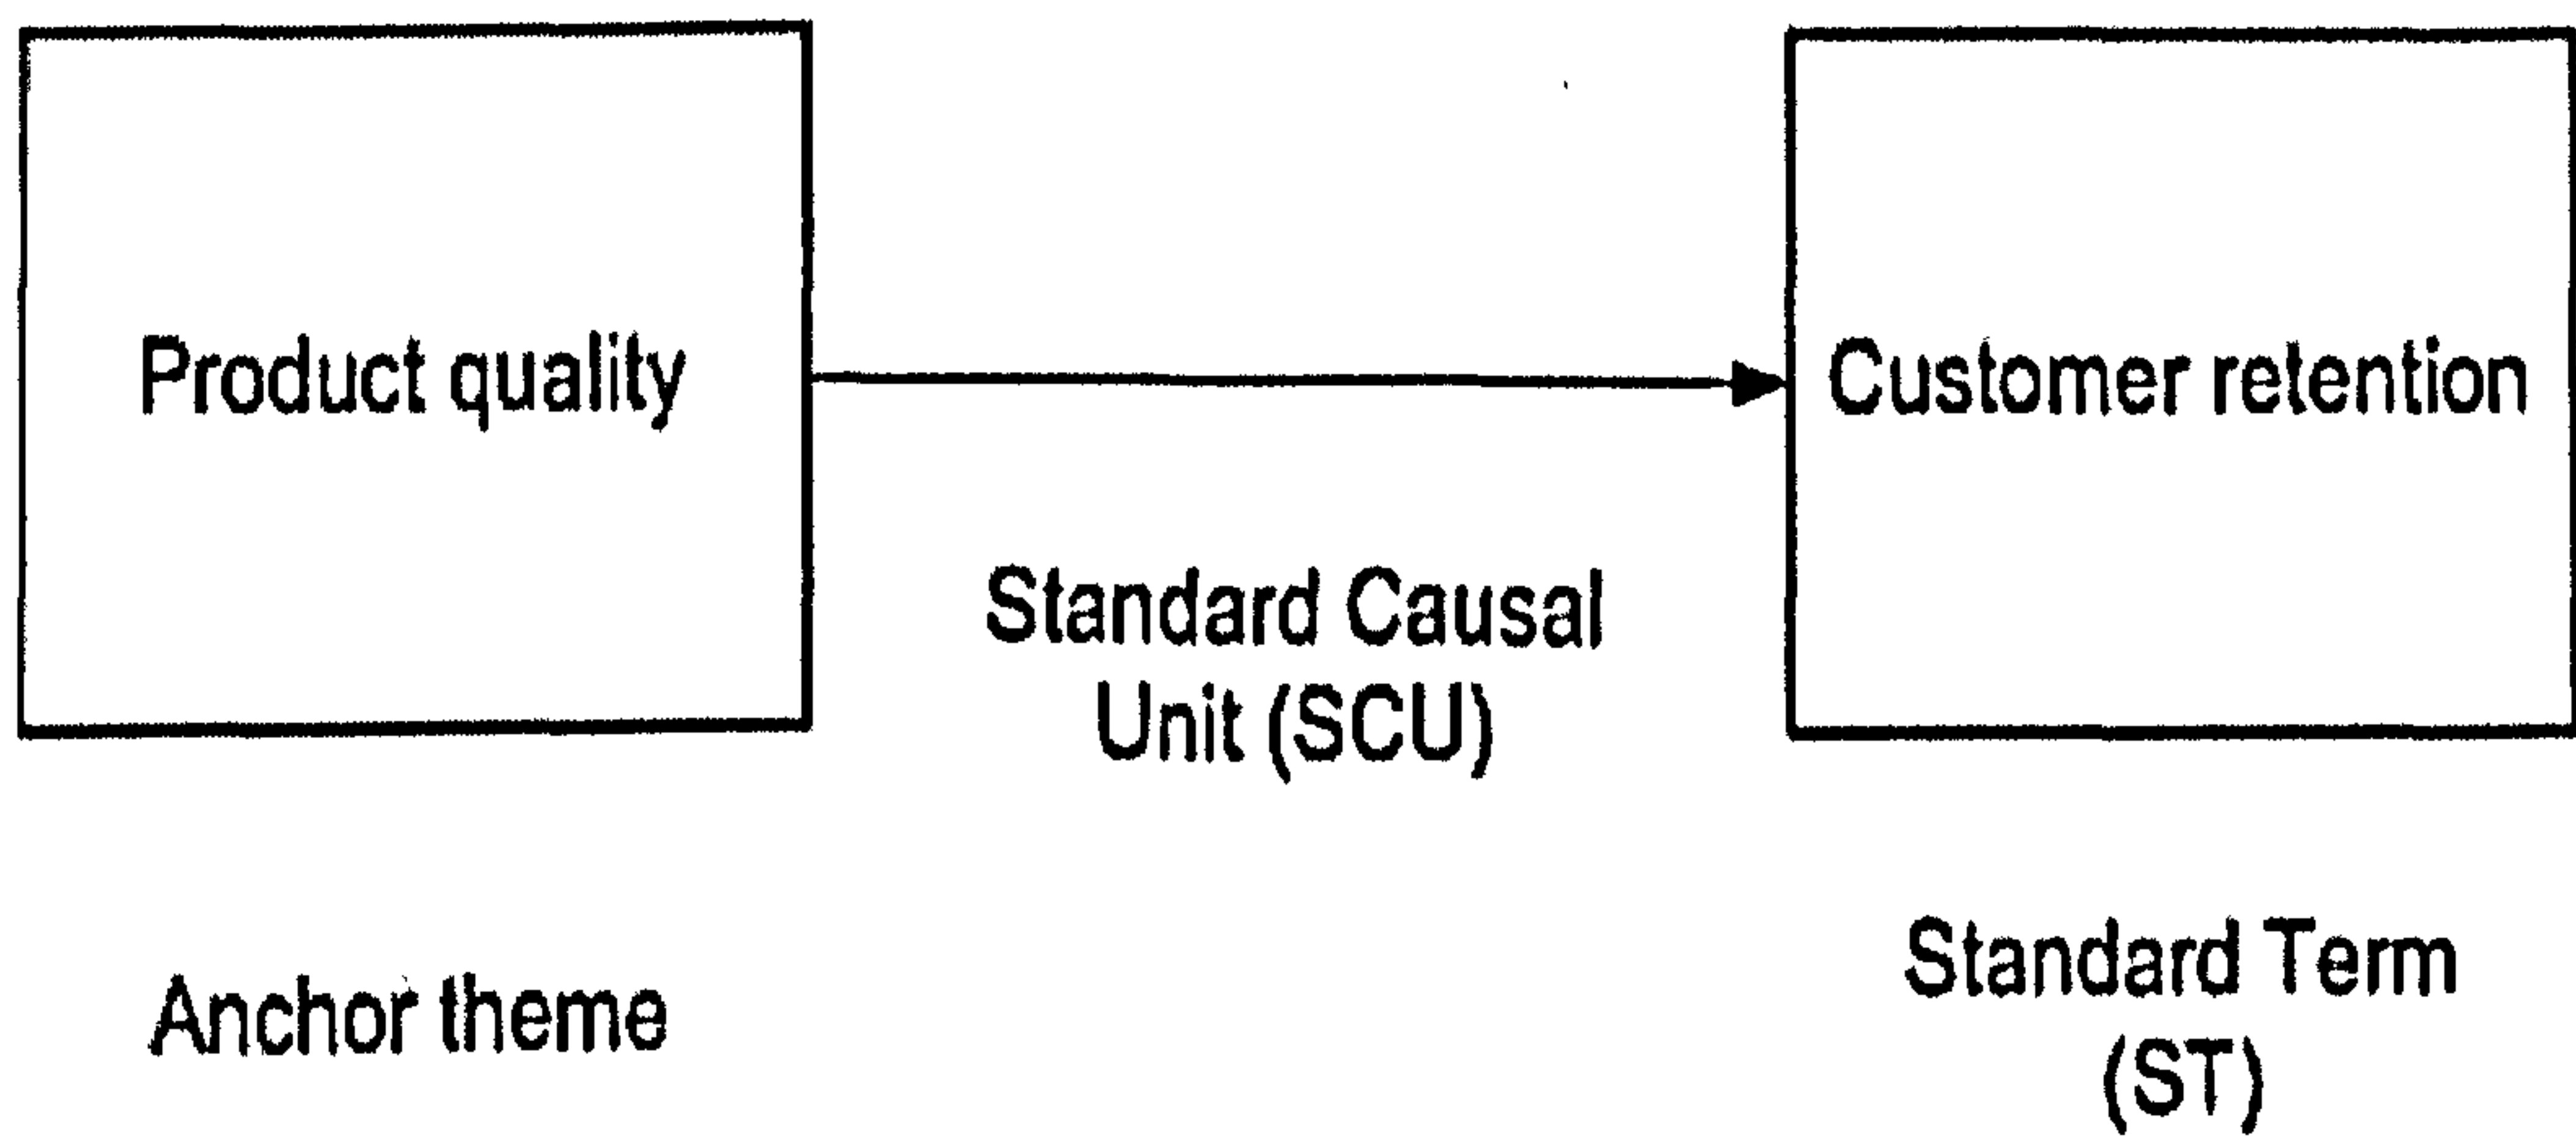 Product quality
Customer retention
Standard Causal
Unit (SCU)
Anchor theme
Standard Term
(ST)